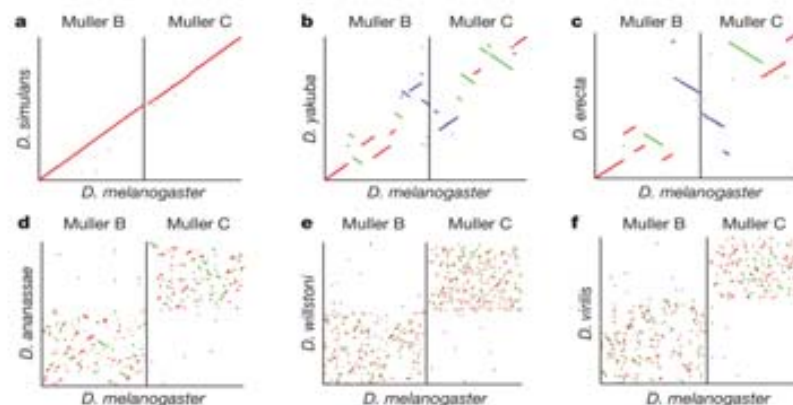 a Muller B Muller C
D. simulans
D. melanogaster
b Muller B Muller C
D. yakuba
D. melanogaster
c Muller B Muller C
D. erecta
D. melanogaster
d Muller B Muller C
D. ananassae
D. melanogaster
e Muller B Muller C
D. willstoni
D. melanogaster
f Muller B Muller C
D. virilis
D. melanogaster